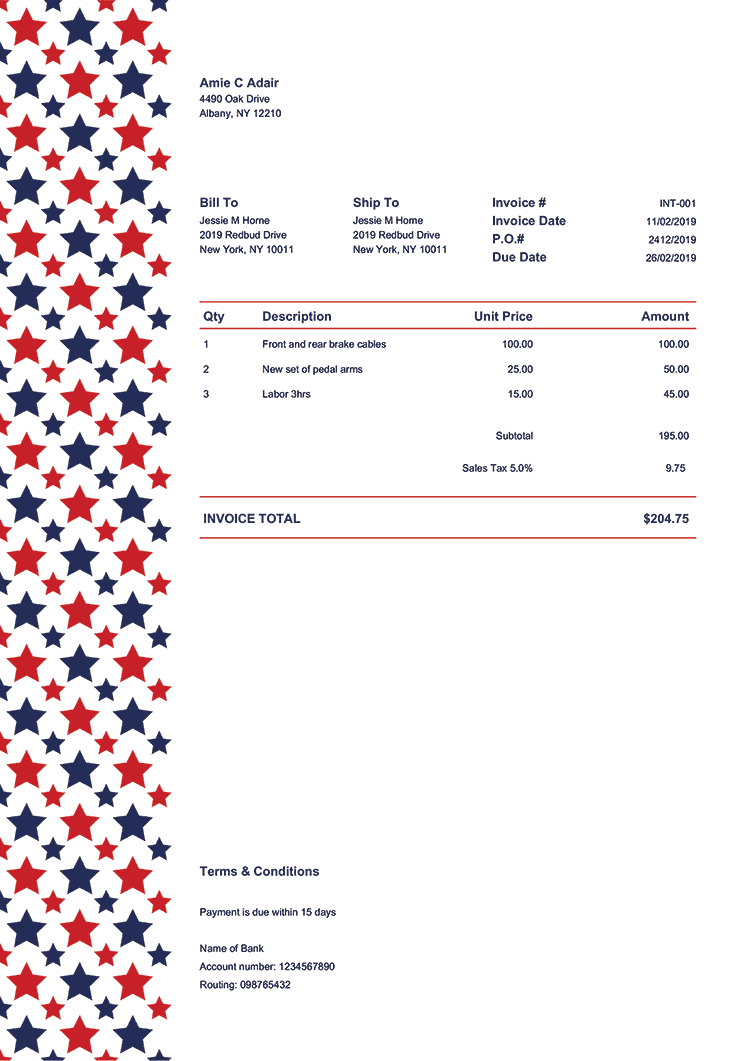 Amie C Adair
4490 Oak Drive
Albany, NY 12210
Bill To
Jessie M Horne
2019 Redbud Drive
New York, NY 10011
Ship To
Jessie M Horne
2019 Redbud Drive
New York, NY 10011
Invoice # INT-001
Invoice Date 11/02/2019
P.O.# 2412/2019
Due Date 26/02/2019
Qty Description Unit Price Amount
1 Front and rear brake cables 100.00 100.00
2 New set of pedal arms 25.00 50.00
3 Labor 3hrs 15.00 45.00
Subtotal 195.00
Sales Tax 5.0% 9.75
INVOICE TOTAL $204.75
Terms & Conditions
Payment is due within 15 days
Name of Bank
Account number: 1234567890
Routing: 098765432